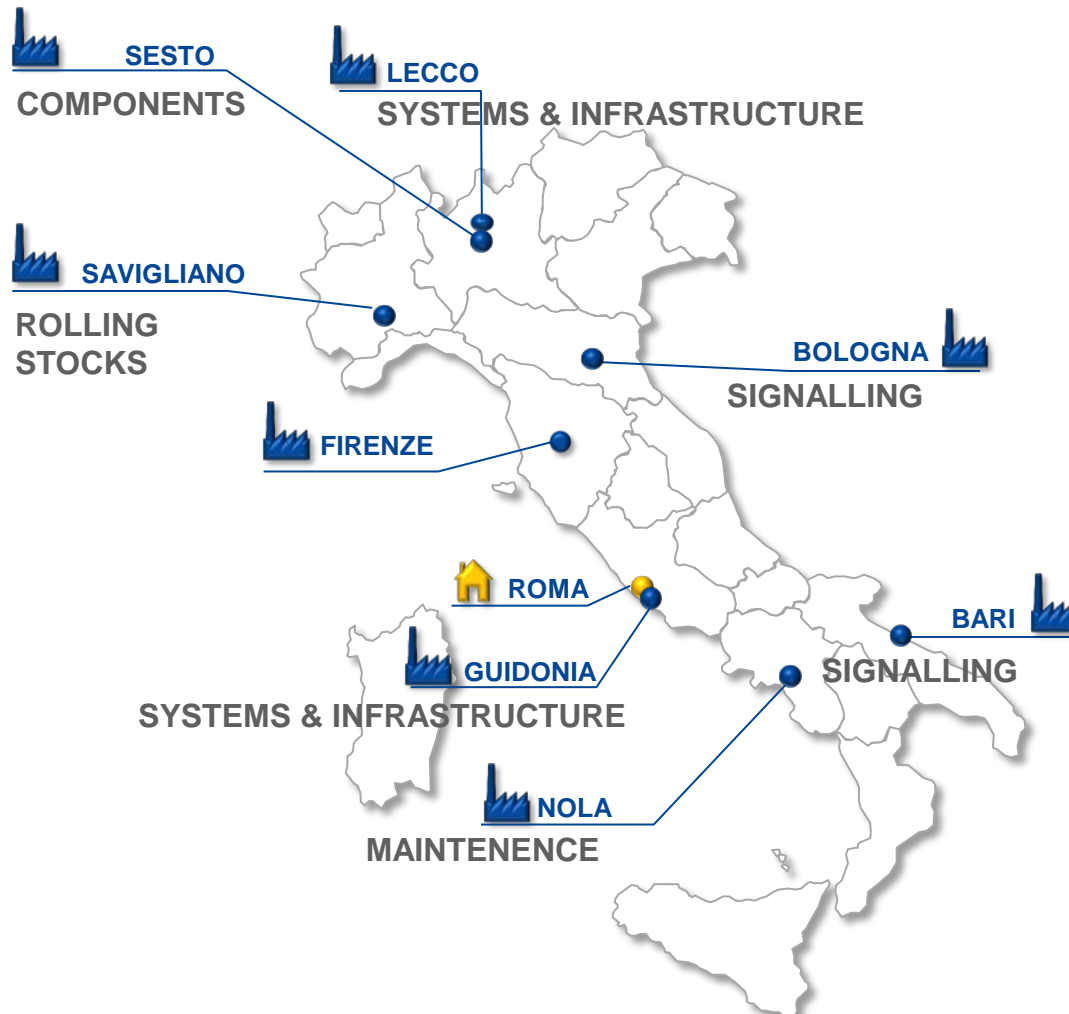 SESTO
COMPONENTS
LECCO
SYSTEMS & INFRASTRUCTURE
SAVIGLIANO
ROLLING
STOCKS
BOLOGNA
SIGNALLING
FIRENZE
ROMA
BARI
SIGNALLING
GUIDONIA
SYSTEMS & INFRASTRUCTURE
NOLA
MAINTENENCE